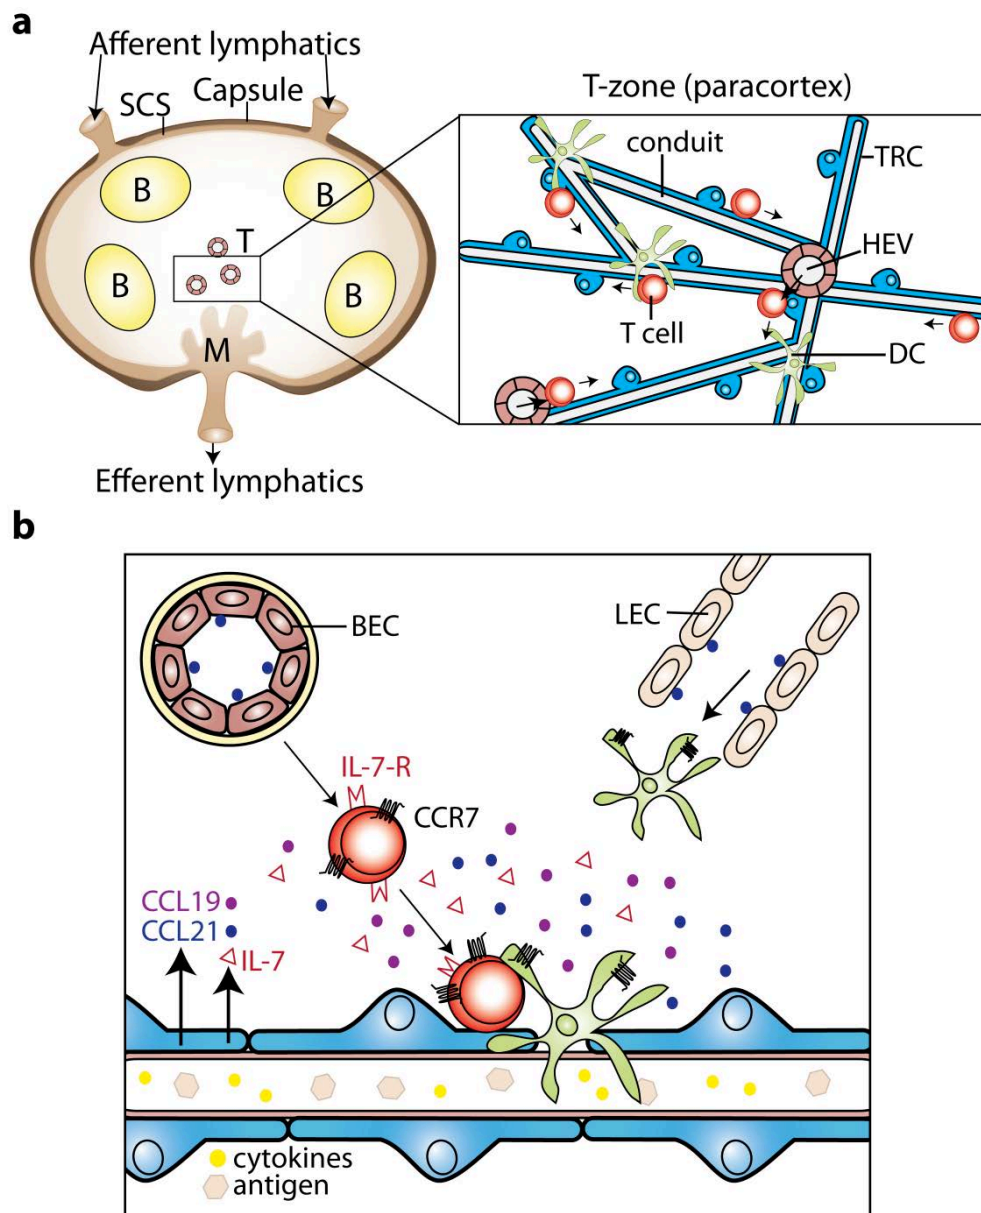 a
Afferent lymphatics
SCS
Capsule
B
B
T
B
B
M
Efferent lymphatics
T-zone (paracortex)
conduit
TRC
HEV
T cell
DC
b
BEC
LEC
IL-7-R
CCR7
CCL19
CCL21
IL-7
cytokines
antigen